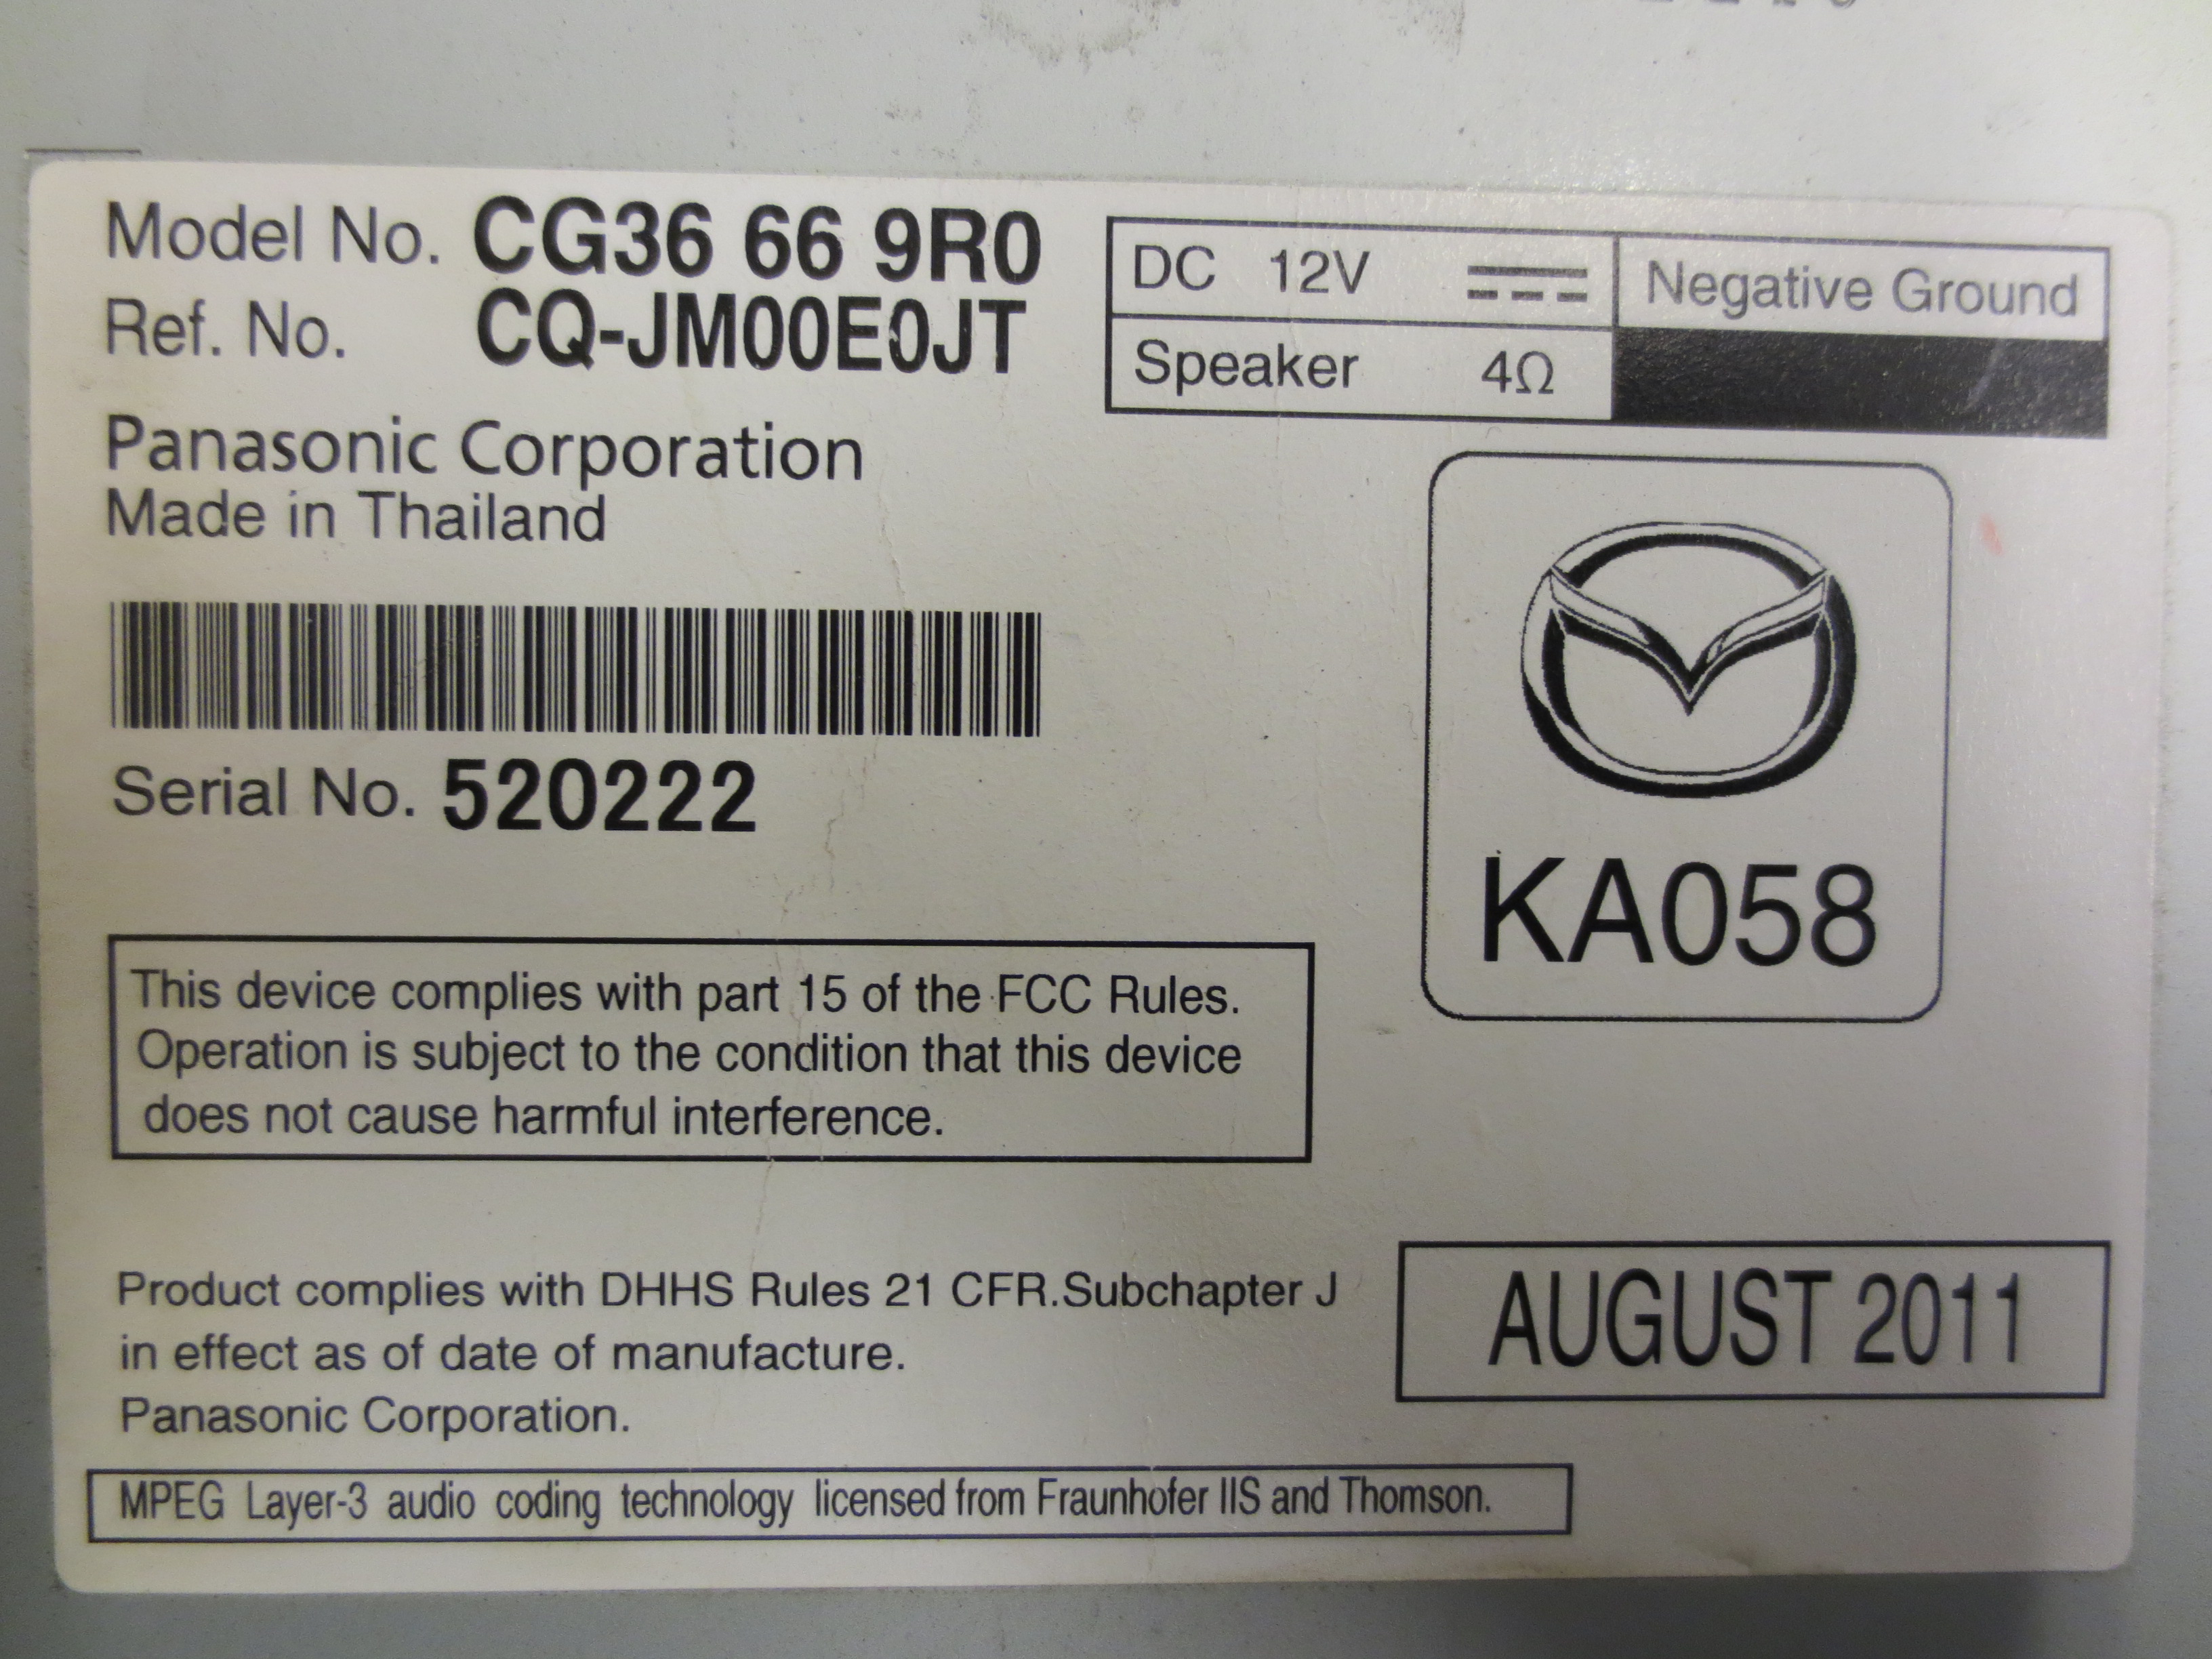 Model No. CG36 66 9R0
Ref. No. CQ-JM00E0JT
DC 12V Negative Ground
Speaker 4Ω
Panasonic Corporation
Made in Thailand
Serial No. 520222
KA058
This device complies with part 15 of the FCC Rules.
Operation is subject to the condition that this device
does not cause harmful interference.
Product complies with DHHS Rules 21 CFR.Subchapter J
in effect as of date of manufacture.
Panasonic Corporation.
AUGUST 2011
MPEG Layer-3 audio coding technology licensed from Fraunhofer IIS and Thomson.